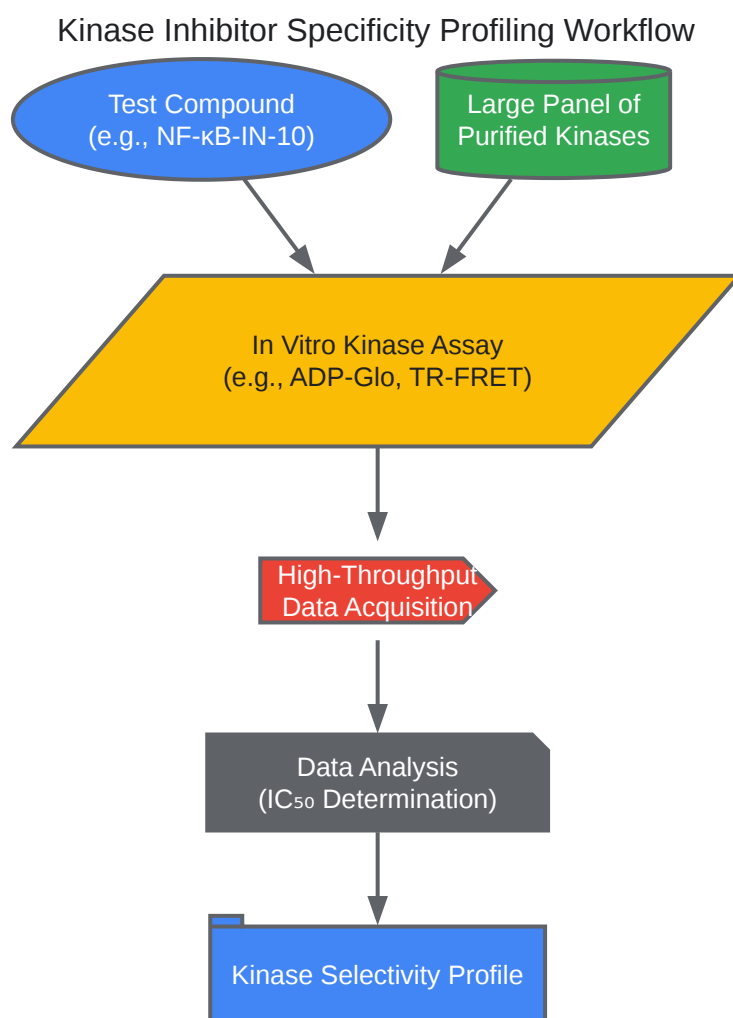 Kinase Inhibitor Specificity Profiling Workflow
Test Compound
(e.g., NF-κB-IN-10)
Large Panel of
Purified Kinases
In Vitro Kinase Assay
(e.g., ADP-Glo, TR-FRET)
High-Throughput
Data Acquisition
Data Analysis
(IC₅₀ Determination)
Kinase Selectivity Profile